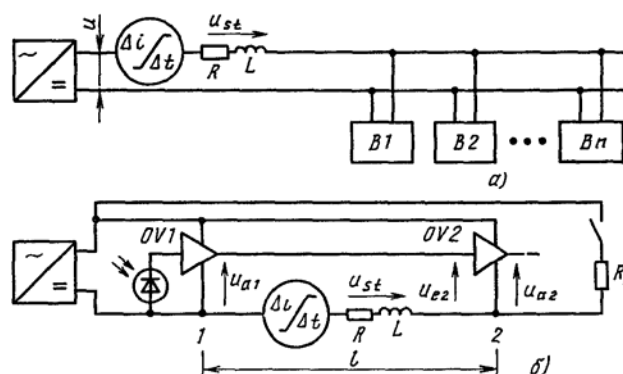 ~
=
u
Δi
Δt
u_st
R
L
B1
B2
•••
Bn
а)
~
=
OV1
OV2
u_a1
u_st
u_e2
u_a2
Δi
Δt
R
L
R
1
2
l
б)